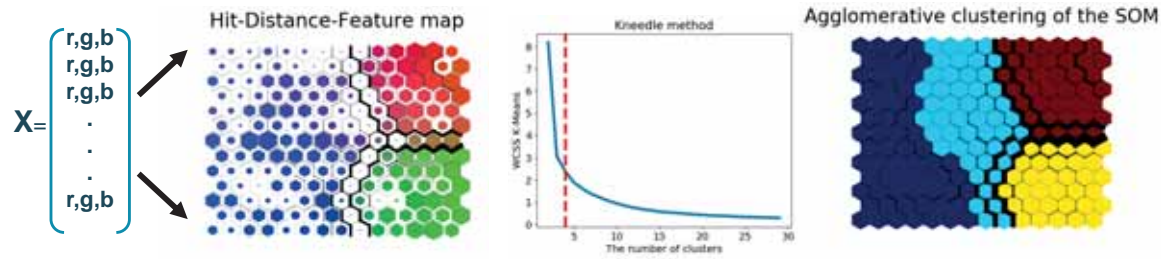 X=
r,g,b
r,g,b
r,g,b
.
.
.
r,g,b
Hit-Distance-Feature map
Kneedle method
WCSS K-Means
8
7
6
5
4
3
2
1
0
5
10
15
20
25
30
The number of clusters
Agglomerative clustering of the SOM